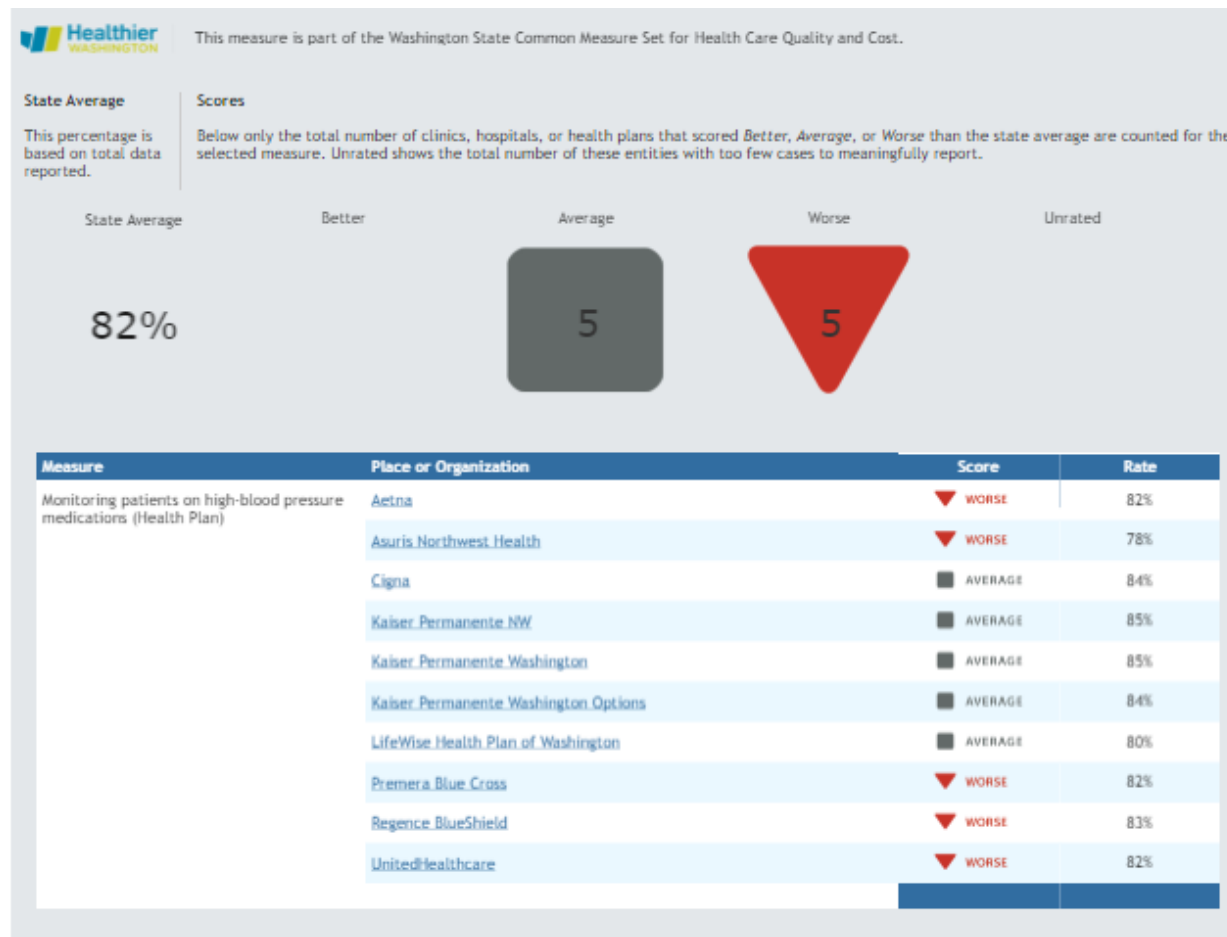 Healthier
WASHINGTON
This measure is part of the Washington State Common Measure Set for Health Care Quality and Cost.
State Average
Scores
This percentage is
based on total data
reported.
Below only the total number of clinics, hospitals, or health plans that scored Better, Average, or Worse than the state average are counted for the
selected measure. Unrated shows the total number of these entities with too few cases to meaningfully report.
State Average Better Average Worse Unrated
82% 5 5
Measure Place or Organization Score Rate
Monitoring patients on high-blood pressure
medications (Health Plan)
Aetna WORSE 82%
Asuris Northwest Health WORSE 78%
Cigna AVERAGE 84%
Kaiser Permanente NW AVERAGE 85%
Kaiser Permanente Washington AVERAGE 85%
Kaiser Permanente Washington Options AVERAGE 84%
LifeWise Health Plan of Washington AVERAGE 80%
Premera Blue Cross WORSE 82%
Regence BlueShield WORSE 83%
UnitedHealthcare WORSE 82%